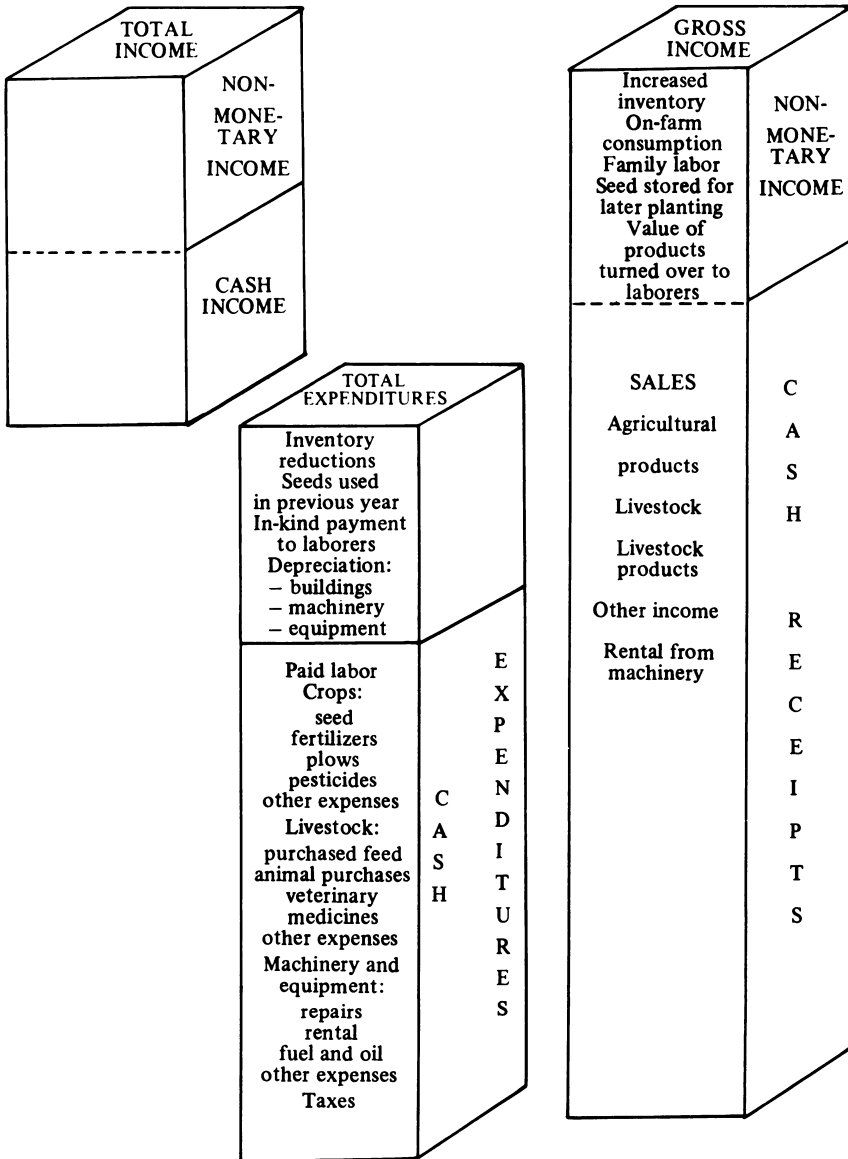 TOTAL
INCOME
NON-
MONE-
TARY
INCOME
CASH
INCOME
TOTAL
EXPENDITURES
Inventory
reductions
Seeds used
in previous year
In-kind payment
to laborers
Depreciation:
– buildings
– machinery
– equipment
Paid labor
Crops:
seed
fertilizers
plows
pesticides
other expenses
Livestock:
purchased feed
animal purchases
veterinary
medicines
other expenses
Machinery and
equipment:
repairs
rental
fuel and oil
other expenses
Taxes
C
A
S
H
E
X
P
E
N
D
I
T
U
R
E
S
GROSS
INCOME
Increased
inventory
On-farm
consumption
Family labor
Seed stored for
later planting
Value of
products
turned over to
laborers
NON-
MONE-
TARY
INCOME
SALES
Agricultural
products
Livestock
Livestock
products
Other income
Rental from
machinery
C
A
S
H
R
E
C
E
I
P
T
S